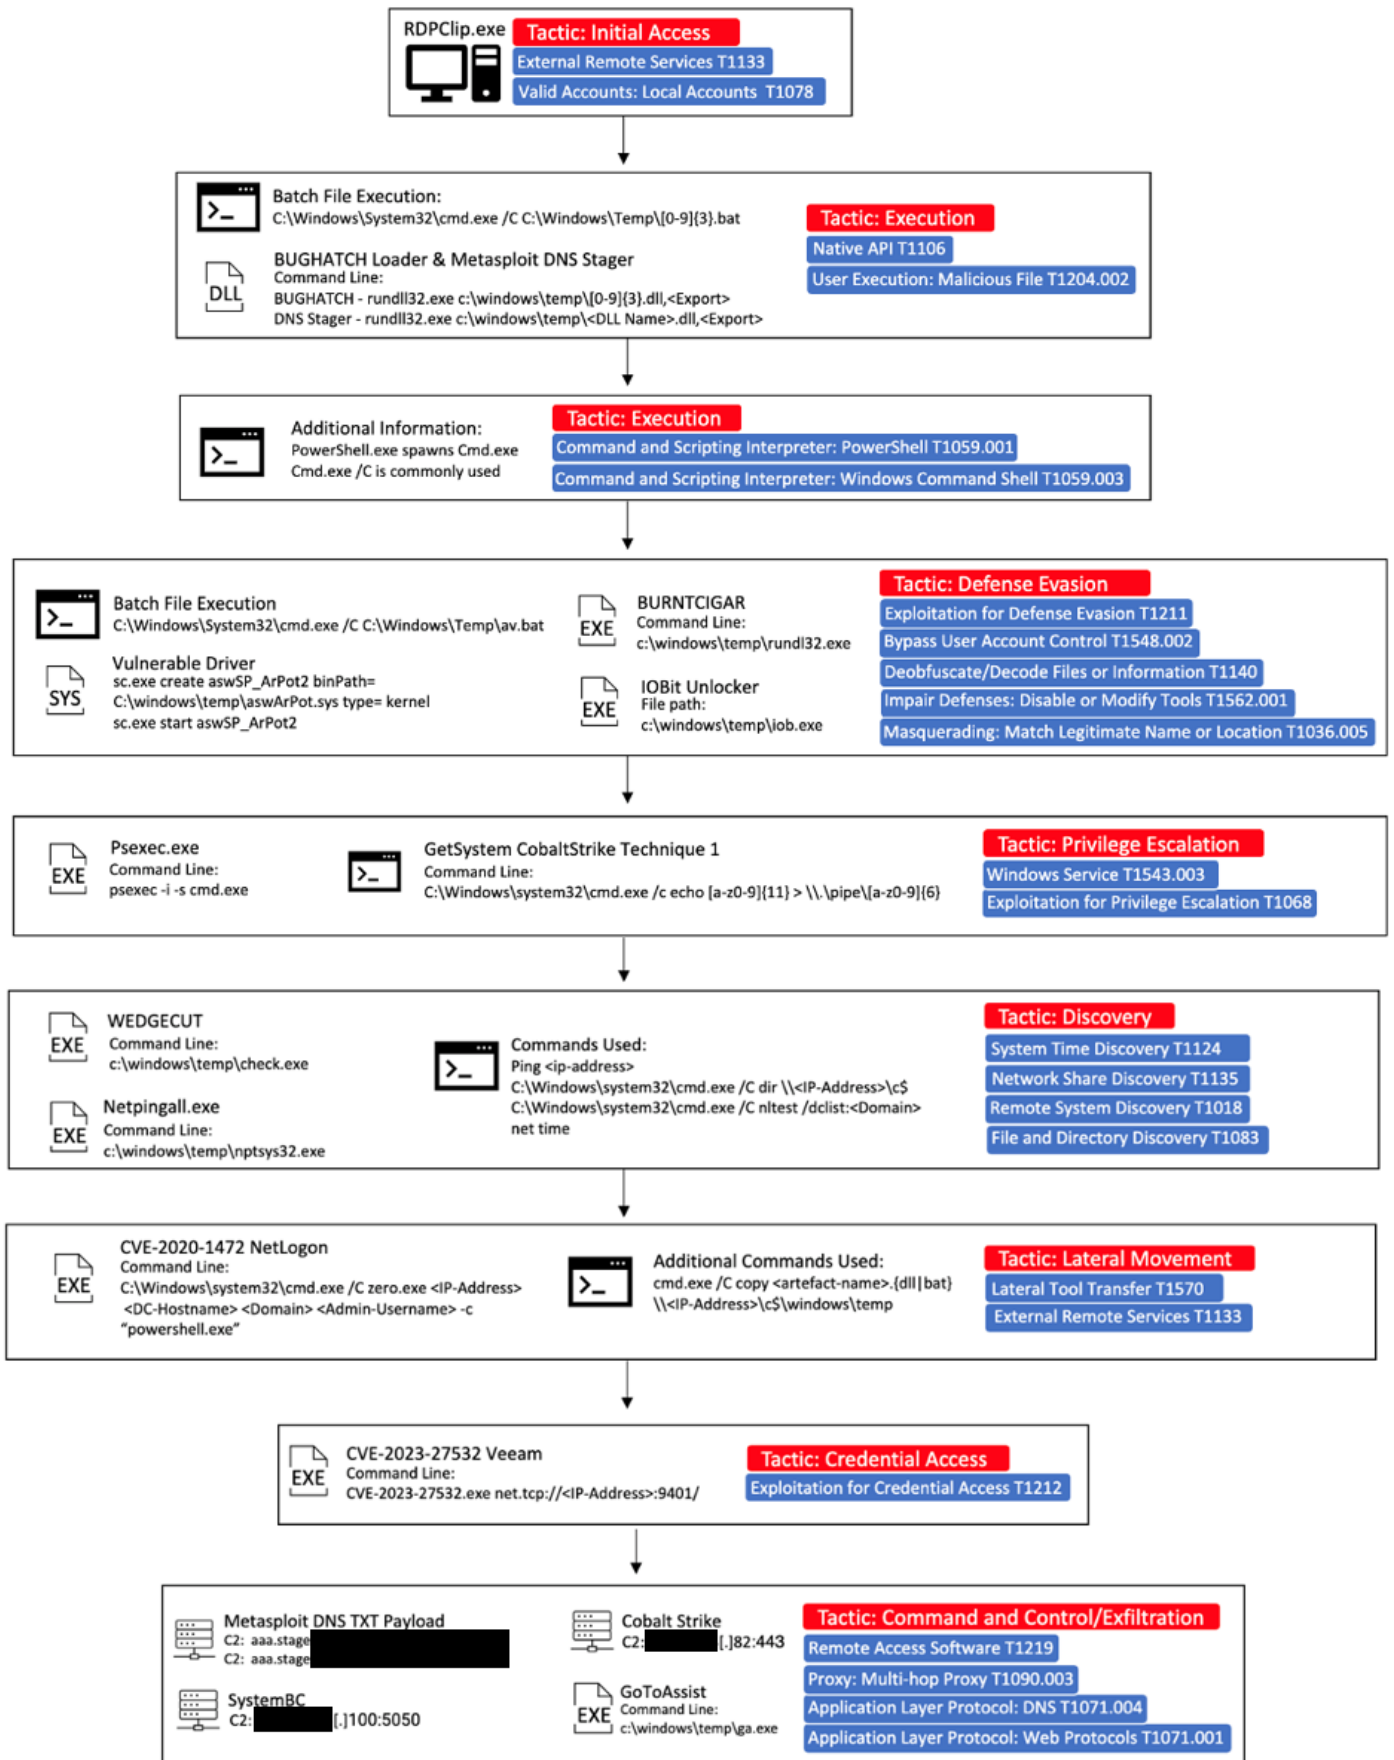 RDPClip.exe
Tactic: Initial Access
External Remote Services T1133
Valid Accounts: Local Accounts T1078
Batch File Execution:
C:\Windows\System32\cmd.exe /C C:\Windows\Temp\[0-9]{3}.bat
DLL
BUGHATCH Loader & Metasploit DNS Stager
Command Line:
BUGHATCH - rundll32.exe c:\windows\temp\[0-9]{3}.dll,<Export>
DNS Stager - rundll32.exe c:\windows\temp\<DLL Name>.dll,<Export>
Tactic: Execution
Native API T1106
User Execution: Malicious File T1204.002
Additional Information:
PowerShell.exe spawns Cmd.exe
Cmd.exe /C is commonly used
Tactic: Execution
Command and Scripting Interpreter: PowerShell T1059.001
Command and Scripting Interpreter: Windows Command Shell T1059.003
Batch File Execution
C:\Windows\System32\cmd.exe /C C:\Windows\Temp\av.bat
SYS
Vulnerable Driver
sc.exe create aswSP_ArPot2 binPath=
C:\windows\temp\aswArPot.sys type= kernel
sc.exe start aswSP_ArPot2
EXE
BURNTCIGAR
Command Line:
c:\windows\temp\rundl32.exe
EXE
IOBit Unlocker
File path:
c:\windows\temp\iob.exe
Tactic: Defense Evasion
Exploitation for Defense Evasion T1211
Bypass User Account Control T1548.002
Deobfuscate/Decode Files or Information T1140
Impair Defenses: Disable or Modify Tools T1562.001
Masquerading: Match Legitimate Name or Location T1036.005
EXE
Psexec.exe
Command Line:
psexec -i -s cmd.exe
GetSystem CobaltStrike Technique 1
Command Line:
C:\Windows\system32\cmd.exe /c echo [a-z0-9]{11} > \\.\pipe\[a-z0-9]{6}
Tactic: Privilege Escalation
Windows Service T1543.003
Exploitation for Privilege Escalation T1068
EXE
WEDGECUT
Command Line:
c:\windows\temp\check.exe
EXE
Netpingall.exe
Command Line:
c:\windows\temp\nptsys32.exe
Commands Used:
Ping <ip-address>
C:\Windows\system32\cmd.exe /C dir \\<IP-Address>\c$
C:\Windows\system32\cmd.exe /C nltest /dclist:<Domain>
net time
Tactic: Discovery
System Time Discovery T1124
Network Share Discovery T1135
Remote System Discovery T1018
File and Directory Discovery T1083
EXE
CVE-2020-1472 NetLogon
Command Line:
C:\Windows\system32\cmd.exe /C zero.exe <IP-Address>
<DC-Hostname> <Domain> <Admin-Username> -c
“powershell.exe”
Additional Commands Used:
cmd.exe /C copy <artefact-name>.{dll|bat}
\\<IP-Address>\c$\windows\temp
Tactic: Lateral Movement
Lateral Tool Transfer T1570
External Remote Services T1133
EXE
CVE-2023-27532 Veeam
Command Line:
CVE-2023-27532.exe net.tcp://<IP-Address>:9401/
Tactic: Credential Access
Exploitation for Credential Access T1212
Metasploit DNS TXT Payload
C2: aaa.stage
C2: aaa.stage
SystemBC
C2: [.]100:5050
Cobalt Strike
C2: [.]82:443
EXE
GoToAssist
Command Line:
c:\windows\temp\ga.exe
Tactic: Command and Control/Exfiltration
Remote Access Software T1219
Proxy: Multi-hop Proxy T1090.003
Application Layer Protocol: DNS T1071.004
Application Layer Protocol: Web Protocols T1071.001